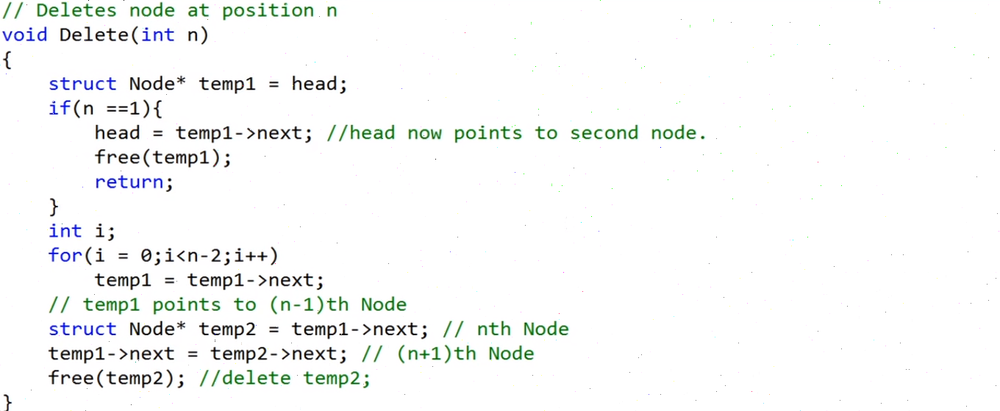 // Deletes node at position n
void Delete(int n)
{
    struct Node* temp1 = head;
    if(n ==1){
        head = temp1->next; //head now points to second node.
        free(temp1);
        return;
    }
    int i;
    for(i = 0;i<n-2;i++)
        temp1 = temp1->next;
    // temp1 points to (n-1)th Node
    struct Node* temp2 = temp1->next; // nth Node
    temp1->next = temp2->next; // (n+1)th Node
    free(temp2); //delete temp2;
}